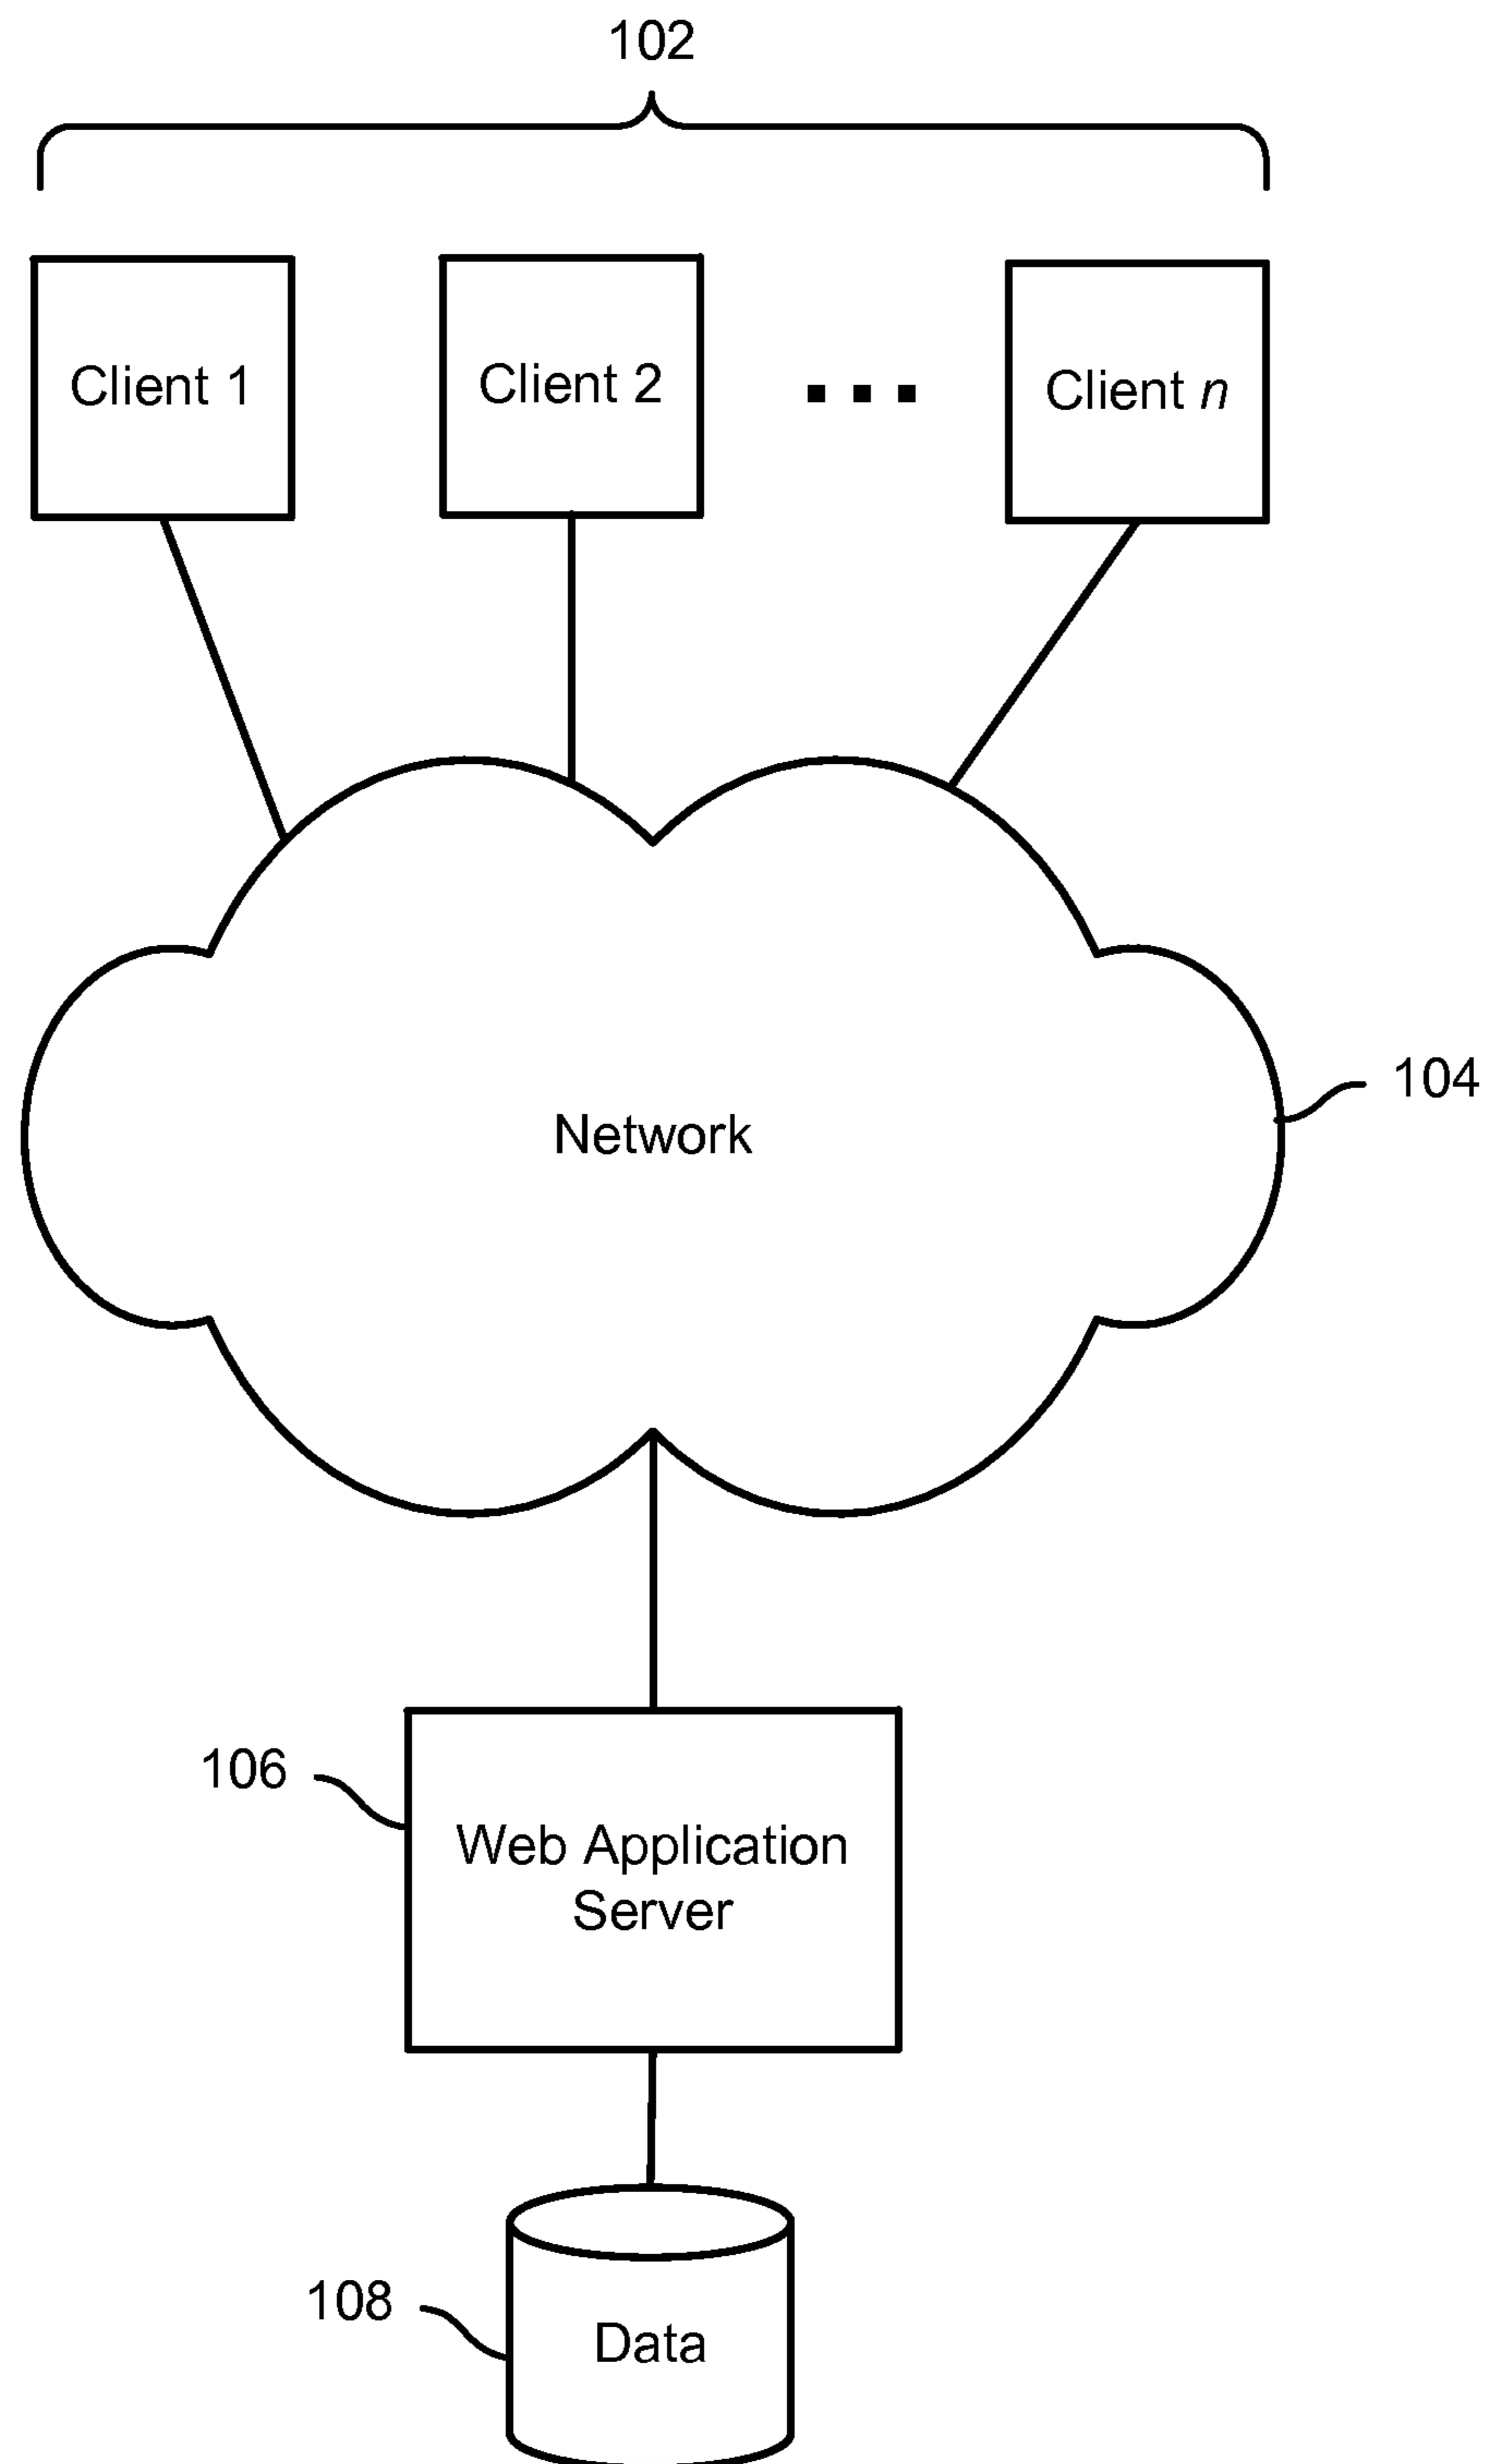 102
Client 1
Client 2
Client n
Network
104
106
Web Application
Server
108
Data